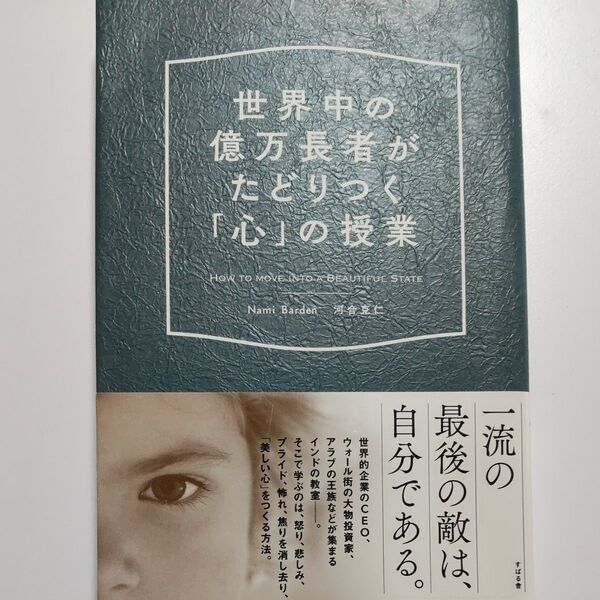 世界中の
億万長者が
たどりつく
「心」の授業
HOW TO MOVE INTO A BEAUTIFUL STATE
Nami Barden 河合克仁
一流の
最後の敵は、
自分である。
世界的企業のCEO、
ウォール街の大物投資家、
アラブの王族などが集まる
インドの教室——。
そこで学ぶのは、怒り、悲しみ、
プライド、怖れ、焦りを消し去り、
「美しい心」をつくる方法。
すばる舎